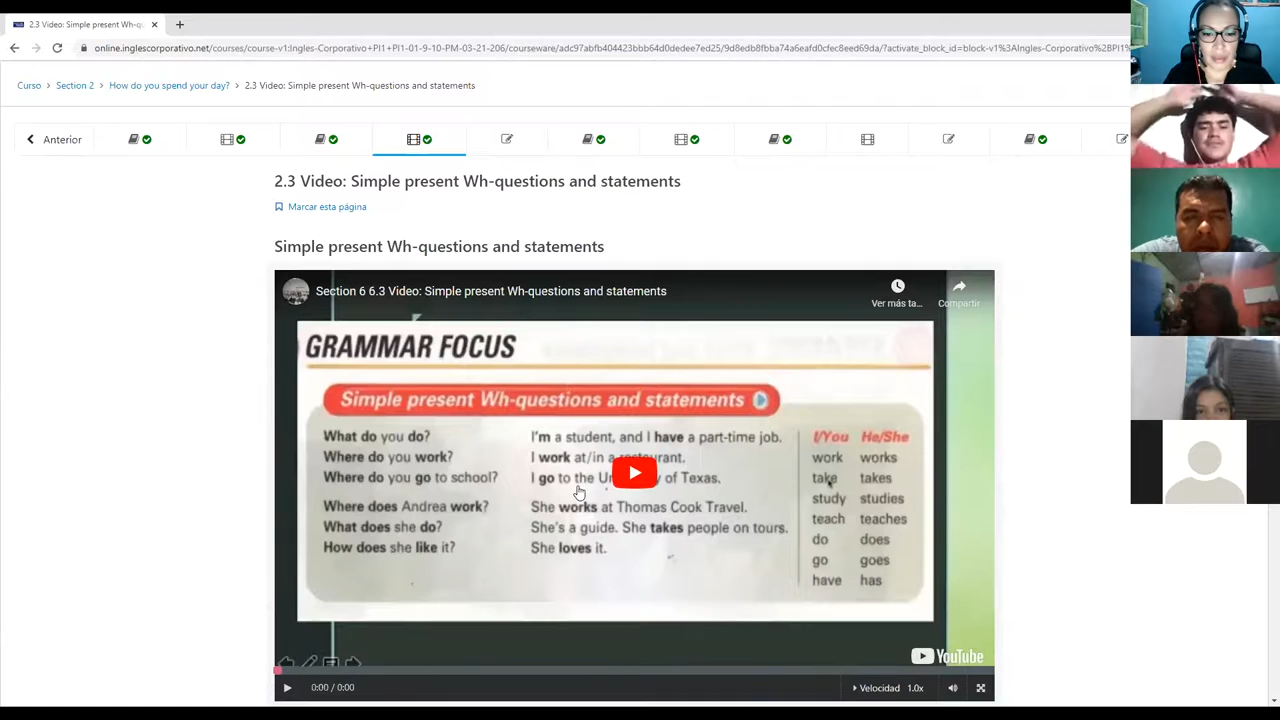 2.3 Video: Simple present Wh-qu
online.inglescorporativo.net/courses/course-v1:Ingles-Corporativo+PI1+PI1-01-9-10-PM-03-21-206/courseware/adc97abfb404423bbb64d0dedee7ed25/9d8edb8fbba74a6eafd0cfec8eed69da/?activate_block_id=block-v1%3AIngles-Corporativo%2BPI1%
Curso > Section 2 > How do you spend your day? > 2.3 Video: Simple present Wh-questions and statements
Anterior
2.3 Video: Simple present Wh-questions and statements
Marcar esta página
Simple present Wh-questions and statements
Section 6 6.3 Video: Simple present Wh-questions and statements
Ver más ta...
Compartir
GRAMMAR FOCUS
Simple present Wh-questions and statements
What do you do? I'm a student, and I have a part-time job. I/You He/She
Where do you work? I work at/in a restaurant. work works
Where do you go to school? I go to the Un of Texas. take takes
study studies
Where does Andrea work? She works at Thomas Cook Travel.
teach teaches
What does she do? She's a guide. She takes people on tours.
do does
How does she like it? She loves it.
go goes
have has
YouTube
0:00 / 0:00
Velocidad 1.0x